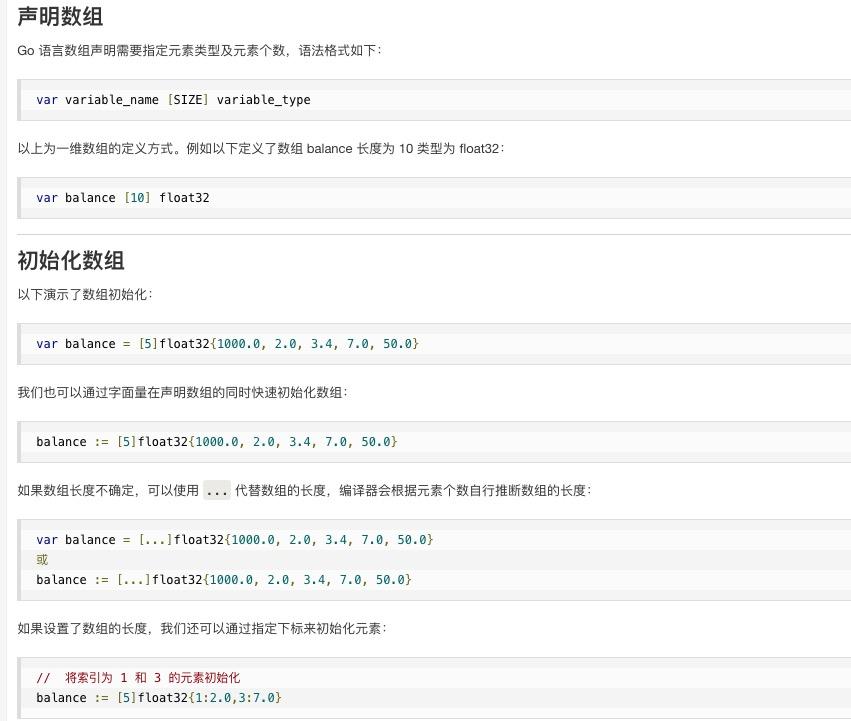 声明数组
Go 语言数组声明需要指定元素类型及元素个数，语法格式如下：
var variable_name [SIZE] variable_type
以上为一维数组的定义方式。例如以下定义了数组 balance 长度为 10 类型为 float32：
var balance [10] float32
初始化数组
以下演示了数组初始化：
var balance = [5]float32{1000.0, 2.0, 3.4, 7.0, 50.0}
我们也可以通过字面量在声明数组的同时快速初始化数组：
balance := [5]float32{1000.0, 2.0, 3.4, 7.0, 50.0}
如果数组长度不确定，可以使用 ... 代替数组的长度，编译器会根据元素个数自行推断数组的长度：
var balance = [...]float32{1000.0, 2.0, 3.4, 7.0, 50.0}
或
balance := [...]float32{1000.0, 2.0, 3.4, 7.0, 50.0}
如果设置了数组的长度，我们还可以通过指定下标来初始化元素：
//  将索引为 1 和 3 的元素初始化
balance := [5]float32{1:2.0,3:7.0}